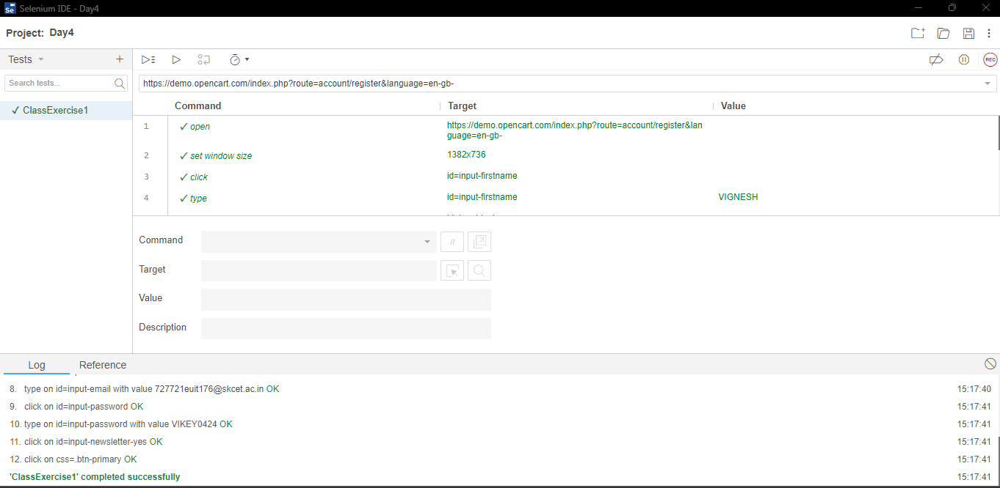 Selenium IDE - Day4
Project: Day4
Tests
Search tests...
https://demo.opencart.com/index.php?route=account/register&language=en-gb-
REC
✓ ClassExercise1
Command Target Value
1 ✓ open https://demo.opencart.com/index.php?route=account/register&lan
guage=en-gb-
2 ✓ set window size 1382x736
3 ✓ click id=input-firstname
4 ✓ type id=input-firstname VIGNESH
Command //
Target
Value
Description
Log Reference
8. type on id=input-email with value 727721euit176@skcet.ac.in OK 15:17:40
9. click on id=input-password OK 15:17:41
10. type on id=input-password with value VIKEY0424 OK 15:17:41
11. click on id=input-newsletter-yes OK 15:17:41
12. click on css=.btn-primary OK 15:17:41
'ClassExercise1' completed successfully 15:17:41